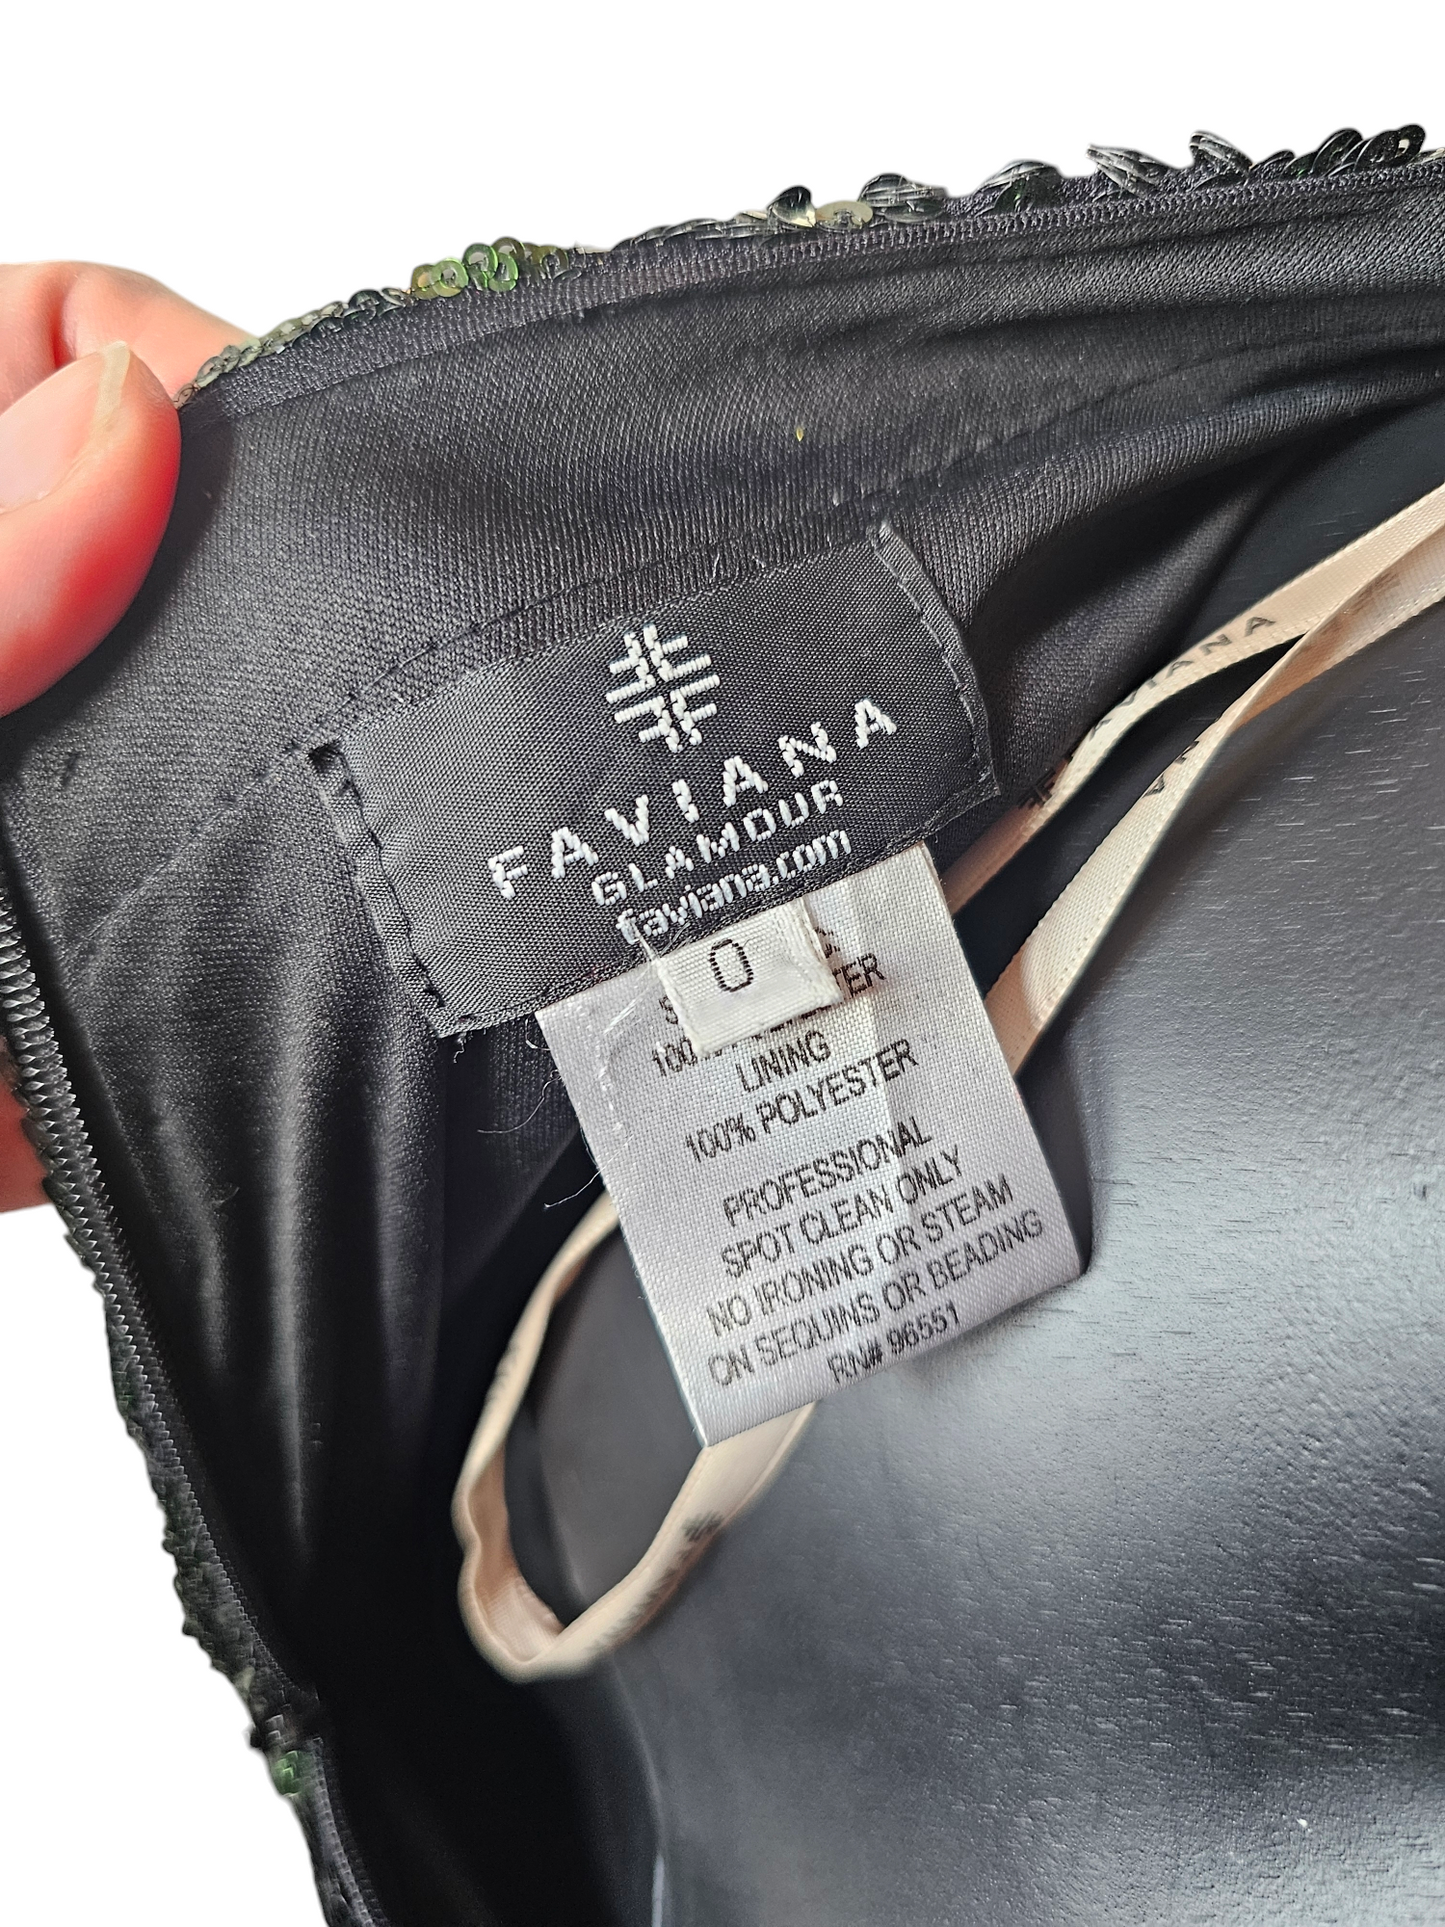 FAVIANA
GLAMOUR
faviana.com
0
LINING
100% POLYESTER
PROFESSIONAL
SPOT CLEAN ONLY
NO IRONING OR STEAM
ON SEQUINS OR BEADING
RN# 96551
FAVIANA